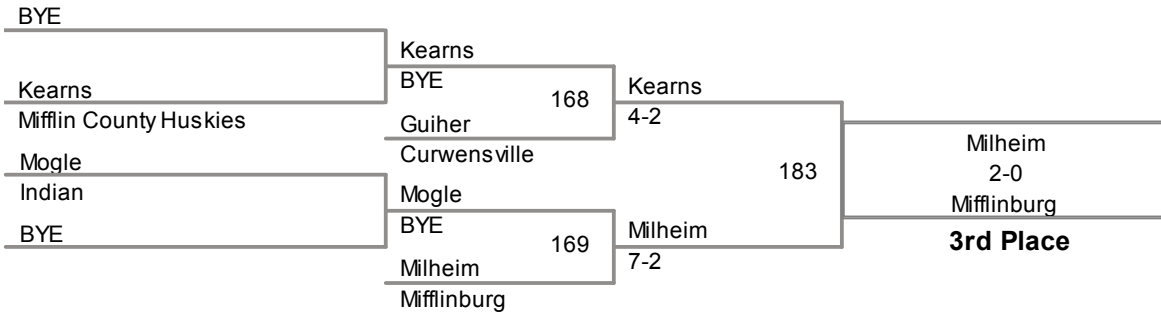 BYE
Kearns
Mifflin County Huskies
Mogle
Indian
BYE
Kearns
BYE
168
Guiher
Curwensville
Mogle
BYE
169
Milheim
Mifflinburg
Kearns
4-2
183
Milheim
7-2
Milheim
2-0
Mifflinburg
3rd Place